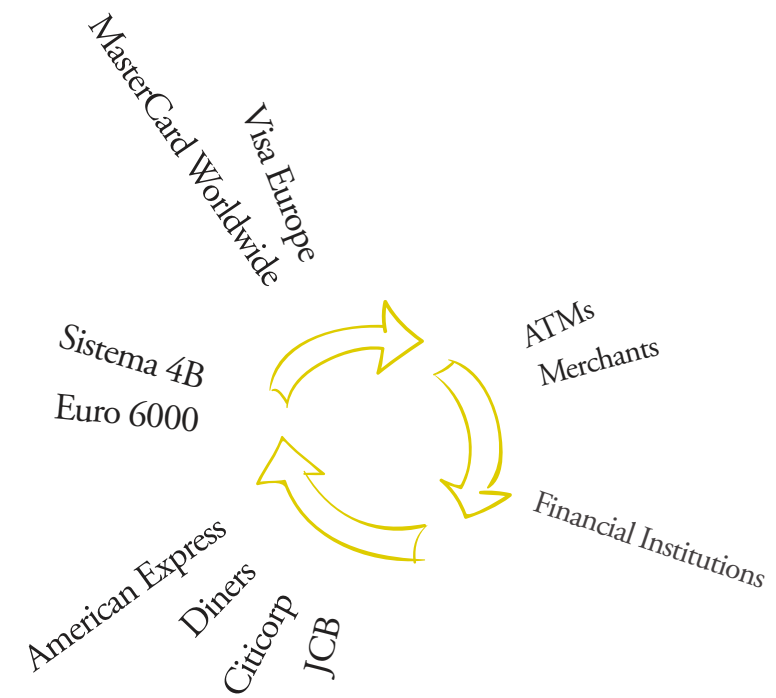 MasterCard Worldwide
Visa Europe
ATMs
Merchants
Sistema 4B
Euro 6000
Financial Institutions
American Express
Diners
Citicorp
JCB